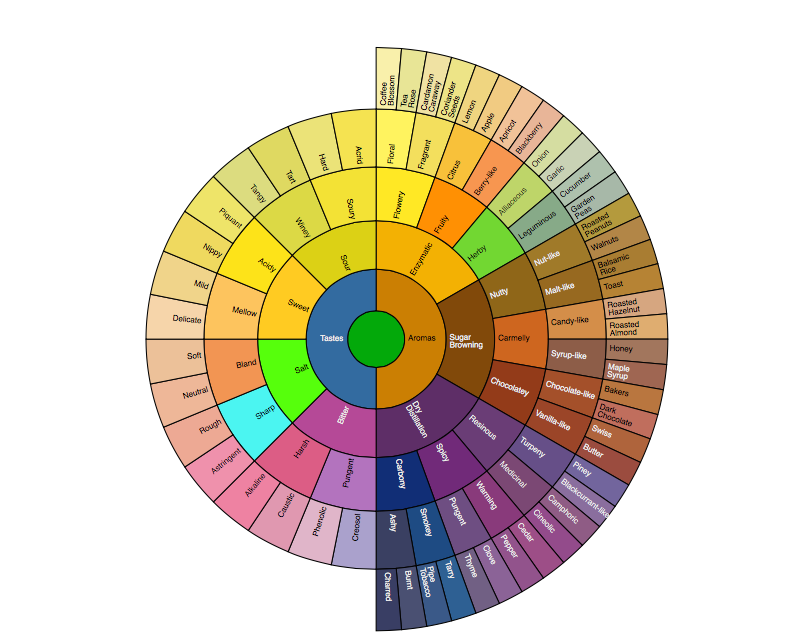 Tastes
Aromas
Sour
Sweet
Salt
Bitter
Enzymatic
Sugar
Browning
Dry
Distillation
Soury
Winey
Acidy
Mellow
Bland
Sharp
Harsh
Pungent
Flowery
Fruity
Herby
Nutty
Carmelly
Chocolatey
Resinous
Spicy
Carbony
Acrid
Hard
Tart
Tangy
Piquant
Nippy
Mild
Delicate
Soft
Neutral
Rough
Astringent
Alkaline
Caustic
Phenolic
Creosol
Floral
Fragrant
Citrus
Berry-like
Alliaceous
Leguminous
Nut-like
Malt-like
Candy-like
Syrup-like
Chocolate-like
Vanilla-like
Turpeny
Medicinal
Warming
Pungent
Smokey
Ashy
Coffee
Blossom
Tea
Rose
Cardamon
Caraway
Coriander
Seeds
Lemon
Apple
Apricot
Blackberry
Onion
Garlic
Cucumber
Garden
Peas
Roasted
Peanuts
Walnuts
Balsamic
Rice
Toast
Roasted
Hazelnut
Roasted
Almond
Honey
Maple
Syrup
Bakers
Dark
Chocolate
Swiss
Butter
Piney
Blackcurrant-like
Camphoric
Cineolic
Cedar
Pepper
Clove
Thyme
Tarry
Pipe
Tobacco
Burnt
Charred